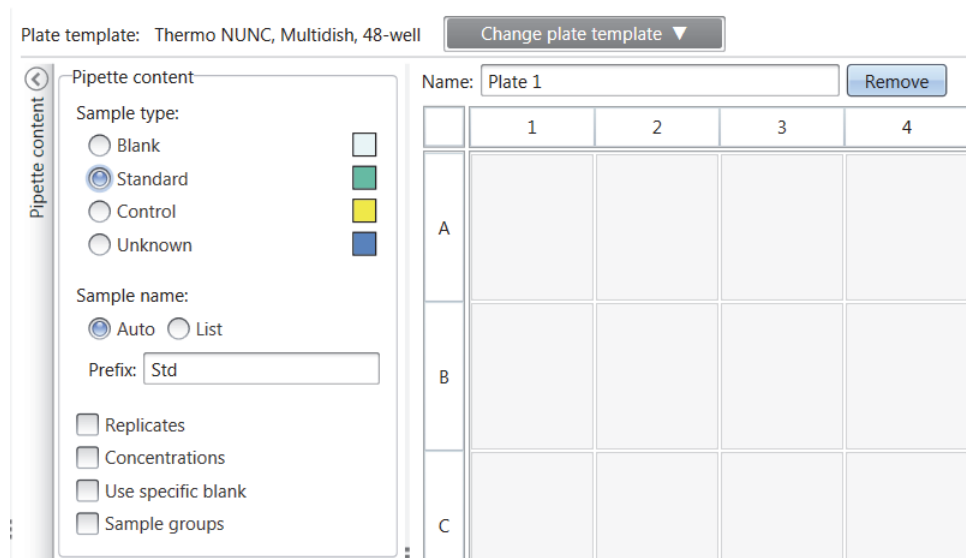 Plate template: Thermo NUNC, Multidish, 48-well Change plate template ▼
Pipette content
Pipette content
Sample type:
Blank
Standard
Control
Unknown
Sample name:
Auto List
Prefix: Std
Replicates
Concentrations
Use specific blank
Sample groups
Name: Plate 1 Remove
1 2 3 4
A
B
C